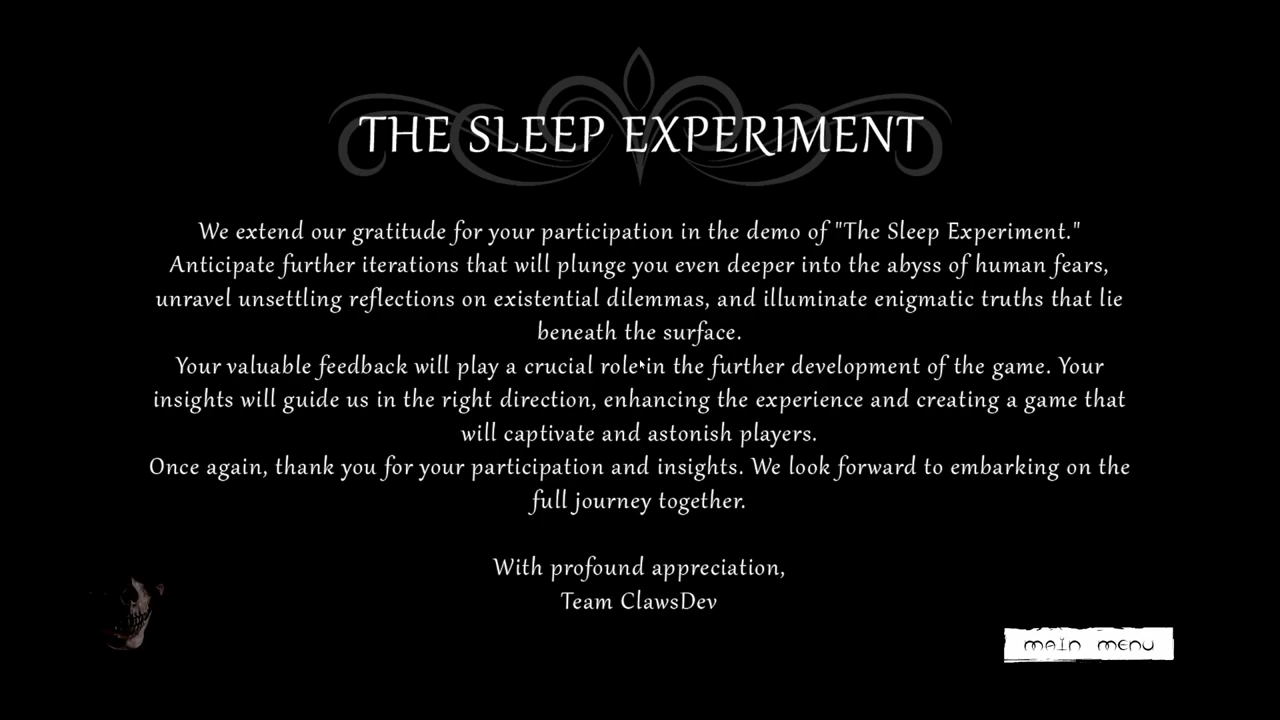 THE SLEEP EXPERIMENT
We extend our gratitude for your participation in the demo of "The Sleep Experiment."
Anticipate further iterations that will plunge you even deeper into the abyss of human fears,
unravel unsettling reflections on existential dilemmas, and illuminate enigmatic truths that lie
beneath the surface.
Your valuable feedback will play a crucial role in the further development of the game. Your
insights will guide us in the right direction, enhancing the experience and creating a game that
will captivate and astonish players.
Once again, thank you for your participation and insights. We look forward to embarking on the
full journey together.
With profound appreciation,
Team ClawsDev
MAIN MENU